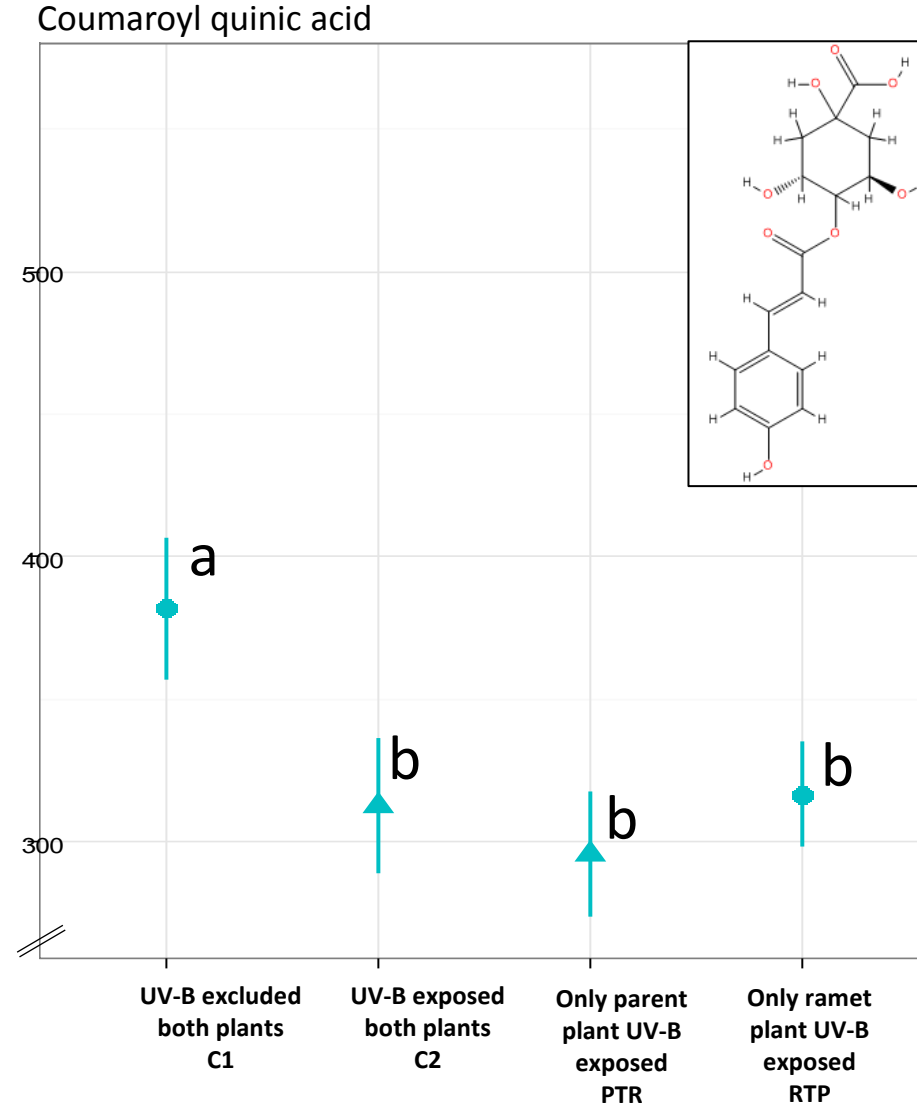 Coumaroyl quinic acid
500
400
300
a
b
b
b
O
H
H
O
O
H
H
H
H
H
O
H
H
H
O
O
O
H
H
H
H
H
H
O
H
UV-B excluded
both plants
C1
UV-B exposed
both plants
C2
Only parent
plant UV-B
exposed
PTR
Only ramet
plant UV-B
exposed
RTP